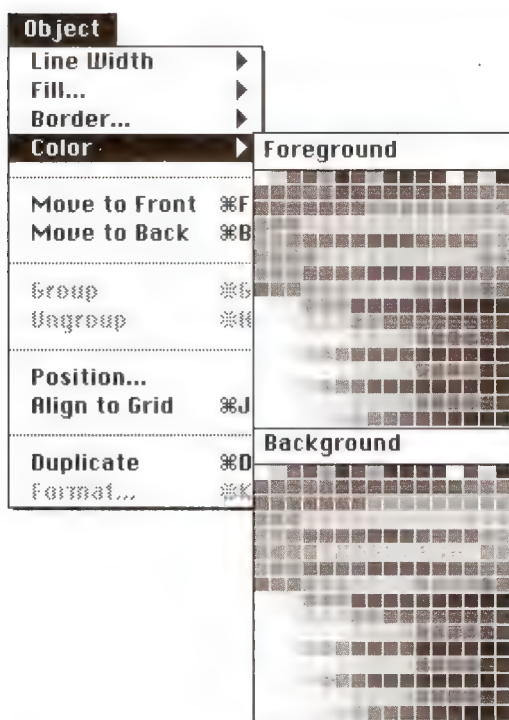 Object
Line Width
Fill...
Border...
Color
Foreground
Move to Front ⌘F
Move to Back ⌘B
Group ⌘G
Ungroup ⌘H
Position...
Align to Grid ⌘J
Background
Duplicate ⌘D
Format... ⌘K